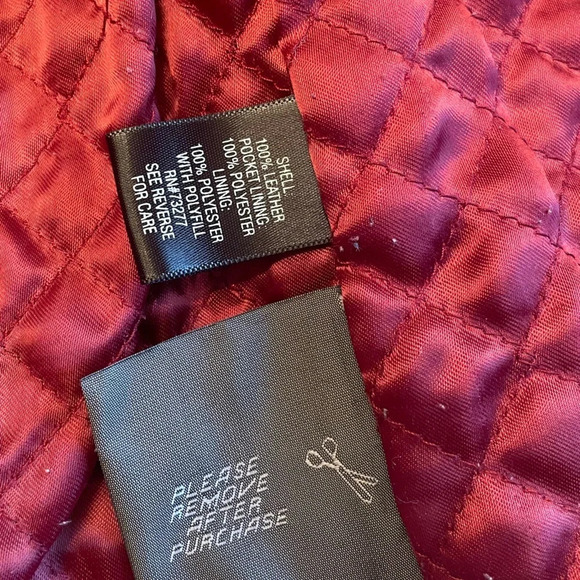 SHELL:
100% LEATHER
POCKET LINING:
100% POLYESTER
LINING:
100% POLYESTER
WITH POLYFILL
RN#73277
SEE REVERSE
FOR CARE
PLEASE
REMOVE
AFTER
PURCHASE